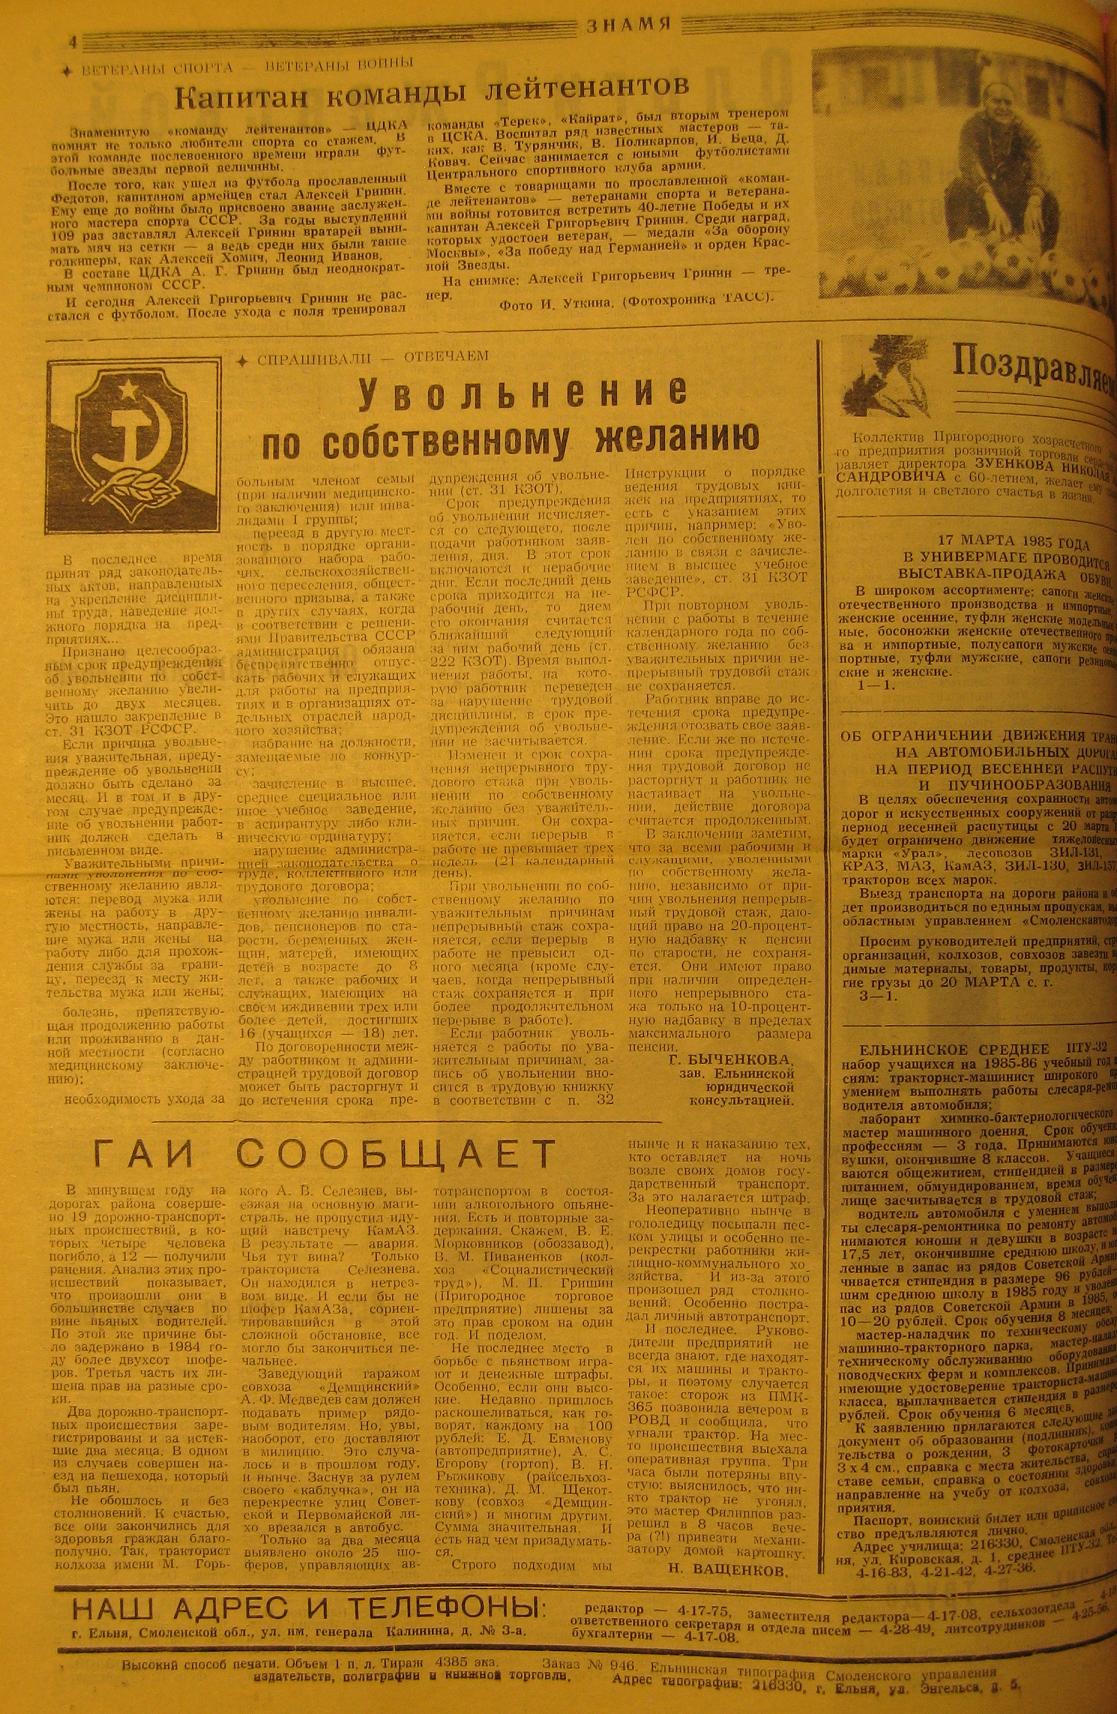 4
ЗНАМЯ
ВЕТЕРАНЫ СПОРТА — ВЕТЕРАНЫ ВОЙНЫ
Капитан команды лейтенантов
Знаменитую «команду лейтенантов» — ЦДКА
помнят не только любители спорта со стажем. В
этой команде послевоенного времени играли фут-
больные звезды первой величины.
После того, как ушел из футбола прославленный
Федотов, капитаном армейцев стал Алексей Гринин.
Ему еще до войны было присвоено звание заслужен-
ного мастера спорта СССР. За годы выступлений
109 раз заставлял Алексей Гринин вратарей выни-
мать мяч из сетки — а ведь среди них были такие
голкиперы, как Алексей Хомич, Леонид Иванов.
В составе ЦДКА А. Г. Гринин был неоднократ-
ным чемпионом СССР.
И сегодня Алексей Григорьевич Гринин не рас-
стался с футболом. После ухода с поля тренировал
команды «Терек», «Кайрат», был вторым тренером
в ЦСКА. Воспитал ряд известных мастеров — та-
ких, как В. Турянчик, В. Поликарпов, И. Беца, Д.
Ковач. Сейчас занимается с юными футболистами
Центрального спортивного клуба армии.
Вместе с товарищами по прославленной «коман-
де лейтенантов» — ветеранами спорта и ветерана-
ми войны готовится встретить 40-летие Победы и их
капитан Алексей Григорьевич Гринин. Среди наград,
которых удостоен ветеран, — медали «За оборону
Москвы», «За победу над Германией» и орден Крас-
ной Звезды.
На снимке: Алексей Григорьевич Гринин — тре-
нер.
Фото И. Уткина. (Фотохроника ТАСС).
СПРАШИВАЛИ — ОТВЕЧАЕМ
Увольнение
по собственному желанию
В последнее время
принят ряд законодатель-
ных актов, направленных
на укрепление дисципли-
ны труда, наведение дол-
жного порядка на пред-
приятиях...
Признано целесообраз-
ным срок предупреждения
об увольнении по собст-
венному желанию увели-
чить до двух месяцев.
Это нашло закрепление в
ст. 31 КЗОТ РСФСР.
Если причина увольне-
ния уважительная, преду-
преждение об увольнении
должно быть сделано за
месяц. И в том и в дру-
гом случае предупрежде-
ние об увольнении работ-
ник должен сделать в
письменном виде.
Уважительными причи-
нами увольнения по соб-
ственному желанию явля-
ются: перевод мужа или
жены на работу в дру-
гую местность, направле-
ние мужа или жены на
работу либо для прохож-
дения службы за грани-
цу, переезд к месту жи-
тельства мужа или жены;
болезнь, препятствую-
щая продолжению работы
или проживанию в дан-
ной местности (согласно
медицинскому заключе-
нию);
необходимость ухода за
больным членом семьи
(при наличии медицинско-
го заключения) или инва-
лидами I группы;
переезд в другую мест-
ность в порядке органи-
зованного набора рабо-
чих, сельскохозяйствен-
ного переселения, общест-
венного призыва, а также
в других случаях, когда
в соответствии с решени-
ями Правительства СССР
администрация обязана
беспрепятственно отпус-
кать рабочих и служащих
для работы на предприя-
тиях и в организациях от-
дельных отраслей народ-
ного хозяйства;
избрание на должности,
замещаемые по конкур-
су;
зачисление в высшее,
среднее специальное или
иное учебное заведение,
в аспирантуру либо кли-
ническую ординатуру;
нарушение администра-
цией законодательства о
труде, коллективного или
трудового договора;
увольнение по собст-
венному желанию инвали-
дов, пенсионеров по ста-
рости, беременных жен-
щин, матерей, имеющих
детей в возрасте до 8
лет, а также рабочих и
служащих, имеющих на
своем иждивении трех или
более детей, достигших
16 (учащихся — 18) лет.
По договоренности меж-
ду работником и админи-
страцией трудовой договор
может быть расторгнут и
до истечения срока пре-
дупреждения об увольне-
нии (ст. 31 КЗОТ).
Срок предупреждения
об увольнении исчисляет-
ся со следующего, после
подачи работником заяв-
ления, дня. В этот срок
включаются и нерабочие
дни. Если последний день
срока приходится на не-
рабочий день, то днем
его окончания считается
ближайший следующий
за ним рабочий день (ст.
222 КЗОТ). Время выпол-
нения работы, на кото-
рую работник переведен
за нарушение трудовой
дисциплины, в срок пре-
дупреждения об увольне-
нии не засчитывается.
Изменен и срок сохра-
нения непрерывного тру-
дового стажа при уволь-
нении по собственному
желанию без уважитель-
ных причин. Он сохра-
няется, если перерыв в
работе не превышает трех
недель (21 календарный
день).
При увольнении по соб-
ственному желанию по
уважительным причинам
непрерывный стаж сохра-
няется, если перерыв в
работе не превысил од-
ного месяца (кроме слу-
чаев, когда непрерывный
стаж сохраняется и при
более продолжительном
перерыве в работе).
Если работник уволь-
няется с работы по ува-
жительным причинам, за-
пись об увольнении вно-
сится в трудовую книжку
в соответствии с п. 32
Инструкции о порядке
ведения трудовых кни-
жек на предприятиях, то
есть с указанием этих
причин, например: «Уво-
лен по собственному же-
ланию в связи с зачисле-
нием в высшее учебное
заведение», ст. 31 КЗОТ
РСФСР.
При повторном уволь-
нении с работы в течение
календарного года по соб-
ственному желанию без
уважительных причин не-
прерывный трудовой стаж
не сохраняется.
Работник вправе до ис-
течения срока предупре-
ждения отозвать свое заяв-
ление. Если же по истече-
нии срока предупрежде-
ния трудовой договор не
расторгнут и работник не
настаивает на увольне-
нии, действие договора
считается продолженным.
В заключении заметим,
что за всеми рабочими и
служащими, уволенными
по собственному жела-
нию, независимо от при-
чин увольнения непрерыв-
ный трудовой стаж, даю-
щий право на 20-процент-
ную надбавку к пенсии
по старости, не сохраня-
ется. Они имеют право
при наличии определен-
ного непрерывного ста-
жа только на 10-процент-
ную надбавку в пределах
максимального размера
пенсии.
Г. БЫЧЕНКОВА,
зав. Ельнинской
юридической
консультацией.
ГАИ СООБЩАЕТ
В минувшем году на
дорогах района соверше-
но 19 дорожно-транспорт-
ных происшествий, в ко-
торых четыре человека
погибло, а 12 — получили
ранения. Анализ этих про-
исшествий показывает,
что произошли они в
большинстве случаев по
вине пьяных водителей.
По этой же причине бы-
ло задержано в 1984 го-
ду более двухсот шофе-
ров. Третья часть их ли-
шена прав на разные сро-
ки.
Два дорожно-транспорт-
ных происшествия заре-
гистрированы и за истек-
шие два месяца. В одном
из случаев совершен на-
езд на пешехода, который
был пьян.
Не обошлось и без
столкновений. К счастью,
все они закончились для
здоровья граждан благо-
получно. Так, тракторист
колхоза имени М. Горь-
кого А. В. Селезнев, вы-
езжая на основную маги-
страль, не пропустил иду-
щий навстречу КамАЗ.
В результате — авария.
Чья тут вина? Только
тракториста Селезнева.
Он находился в нетрез-
вом виде. И если бы не
шофер КамАЗа, сориен-
тировавшийся в этой
сложной обстановке, все
могло бы закончиться пе-
чальнее.
Заведующий гаражом
совхоза «Демщинский»
А. Ф. Медведев сам должен
подавать пример рядо-
вым водителям. Но, увы,
наоборот, его доставляют
в милицию. Это случа-
лось и в прошлом году,
и нынче. Заснув за рулем
своего «каблучка», он на
перекрестке улиц Совет-
ской и Первомайской ли-
хо врезался в автобус.
Только за два месяца
выявлено около 25 шо-
феров, управляющих ав-
тотранспортом в состоя-
нии алкогольного опьяне-
ния. Есть и повторные за-
держания. Скажем, В. Е.
Морковников (обоззавод),
В. М. Пиваненков (кол-
хоз «Социалистический
труд»), М. П. Гришин
(Пригородное торговое
предприятие) лишены за
это прав сроком на один
год. И поделом.
Не последнее место в
борьбе с пьянством игра-
ют и денежные штрафы.
Особенно, если они высо-
кие. Недавно пришлось
раскошелиться, как го-
ворят, каждому на 100
рублей: Е. Д. Евменову
(автопредприятие), А. С.
Егорову (гортоп), В. Н.
Рыжикову (райсельхоз-
техника), Д. М. Щекот-
кову (совхоз «Демщин-
ский») и многим другим.
Сумма значительная. И
есть над чем призадумать-
ся.
Строго подходим мы
нынче и к наказанию тех,
кто оставляет на ночь
возле своих домов госу-
дарственный транспорт.
За это налагается штраф.
Неоперативно нынче в
гололедицу посыпали пес-
ком улицы и особенно пе-
рекрестки работники жи-
лищно-коммунального хо-
зяйства. И из-за этого
произошел ряд столкно-
вений. Особенно постра-
дал личный автотранспорт.
И последнее. Руково-
дители предприятий не
всегда знают, где находят-
ся их машины и тракто-
ры, и поэтому случается
такое: сторож из ПМК-
365 позвонила вечером в
РОВД и сообщила, что
угнали трактор. На мес-
то происшествия выехала
оперативная группа. Три
часа были потеряны впу-
стую: выяснилось, что ни-
кто трактор не угонял,
это мастер Филиппов раз-
решил в 8 часов вече-
ра (?!) привезти механи-
затору домой картошку.
Н. ВАЩЕНКОВ.
Поздравляем
Коллектив Пригородного хозрасчетного
го предприятия розничной торговли
равляет директора ЗУЕНКОВА НИКОЛАЯ
САНДРОВИЧА с 60-летием, желает ему
долголетия и светлого счастья в жизни.
17 МАРТА 1985 ГОДА
В УНИВЕРМАГЕ ПРОВОДИТСЯ
ВЫСТАВКА-ПРОДАЖА ОБУВИ
В широком ассортименте: сапоги женские
отечественного производства и импортные,
женские осенние, туфли женские модельные
ные, босоножки женские отечественного
ва и импортные, полусапоги мужские
портные, туфли мужские, сапоги
ские и женские.
1—1.
ОБ ОГРАНИЧЕНИИ ДВИЖЕНИЯ
НА АВТОМОБИЛЬНЫХ ДОРОГАХ
НА ПЕРИОД ВЕСЕННЕЙ РАСПУТИЦЫ
И ПУЧИНООБРАЗОВАНИЯ
В целях обеспечения сохранности
дорог и искусственных сооружений от
период весенней распутицы с 20 марта
будет ограничено движение
марки «Урал», лесовозов ЗИЛ-131,
КРАЗ, МАЗ, КамАЗ, ЗИЛ-130, ЗИЛ-157
тракторов всех марок.
Выезд транспорта на дороги района
дет производиться по единым пропускам,
областным управлением
Просим руководителей предприятий,
организаций, колхозов, совхозов завезти
димые материалы, товары, продукты,
гие грузы до 20 МАРТА с. г.
3—1.
ЕЛЬНИНСКОЕ СРЕДНЕЕ ПТУ-32
набор учащихся на 1985-86 учебный год
сиям: тракторист-машинист широкого
умением выполнять работы
водителя автомобиля;
лаборант химико-бактериологического
мастер машинного доения. Срок
профессиям — 3 года. Принимаются
вушки, окончившие 8 классов. Учащиеся
ваются общежитием, стипендией в размере
питанием, обмундированием, время
лище засчитывается в трудовой стаж;
водитель автомобиля с умением
ты слесаря-ремонтника по ремонту
нимаются юноши и девушки в возрасте
17,5 лет, окончившие среднюю школу,
ленные в запас из рядов Советской Армии
чивается стипендия в размере 96 рублей
шим среднюю школу в 1985 году и
пас из рядов Советской Армии в 1985,
10—20 рублей. Срок обучения 8 месяцев;
мастер-наладчик по техническому
машинно-тракторного парка,
техническому обслуживанию оборудования
новодческих ферм и комплексов.
имеющие удостоверение
класса, выплачивается стипендия в размере
рублей. Срок обучения 6 месяцев.
К заявлению прилагаются следующие
документ об образовании (подлинник),
тельства о рождении, 3 фотокарточки
3х4 см., справка с места жительства,
ставе семьи, справка о состоянии здоровья,
направление на учебу от колхоза, совхоза
приятия.
Паспорт, воинский билет или приписное
ство предъявляются лично.
Адрес училища: 216330, Смоленская обл.
ня, ул. Кировская, д. 1, среднее ПТУ-32.
4-16-83, 4-21-42, 4-27-36.
НАШ АДРЕС И ТЕЛЕФОНЫ:
г. Ельня, Смоленской обл., ул. им. генерала Калинина, д. № 3-а.
редактор — 4-17-75, заместителя редактора—4-17-08, сельхозотдела —
ответственного секретаря и отдела писем — 4-28-49, литсотрудников — 4-25-56.
бухгалтерии — 4-17-08.
Высокий способ печати. Объем 1 п. л. Тираж 4385 экз. Заказ № 946. Ельнинская типография Смоленского управления
издательств, полиграфии и книжной торговли. Адрес типографии: 216330, г. Ельня, ул. Энгельса, д. 5.